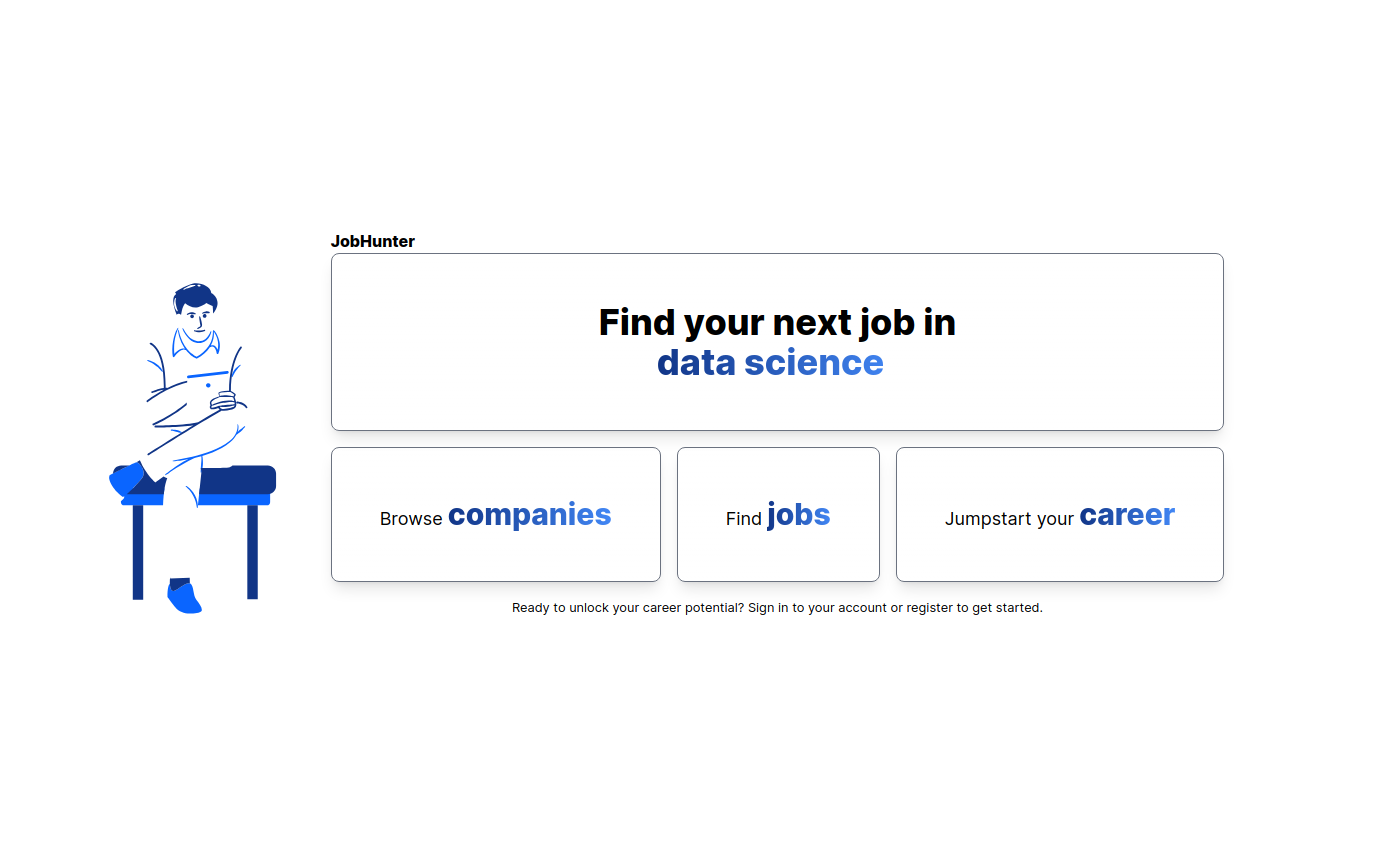 JobHunter
Find your next job in
data science
Browse companies
Find jobs
Jumpstart your career
Ready to unlock your career potential? Sign in to your account or register to get started.